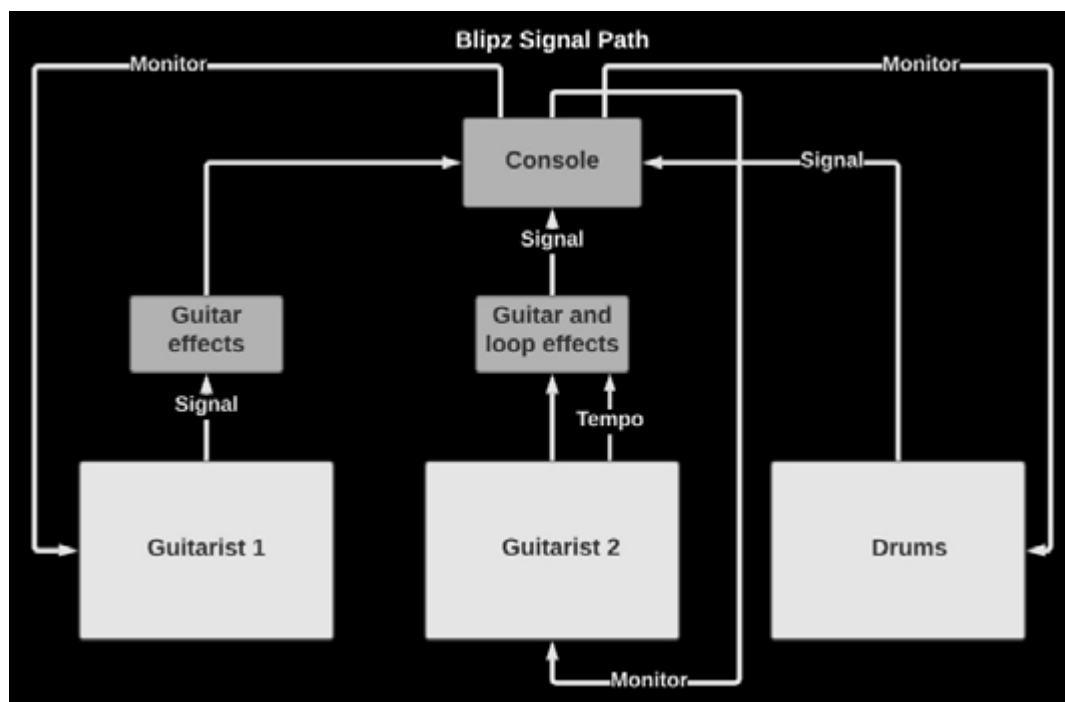 Blipz Signal Path
Monitor
Monitor
Console
Signal
Signal
Guitar
effects
Guitar and
loop effects
Signal
Tempo
Guitarist 1
Guitarist 2
Drums
Monitor